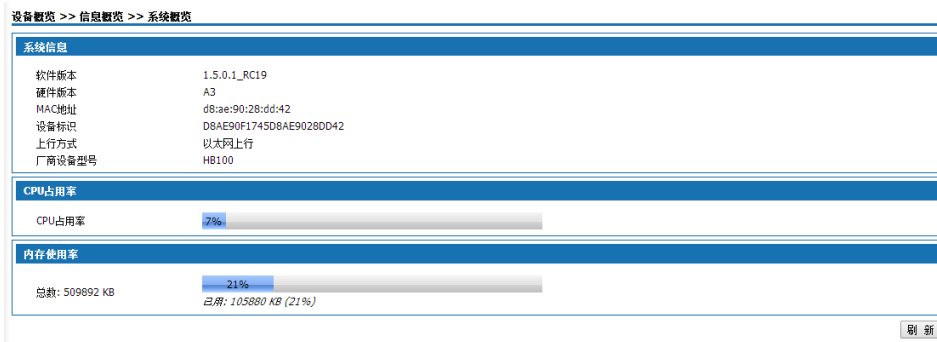 设备概览 >> 信息概览 >> 系统概览
系统信息
软件版本 1.5.0.1_RC19
硬件版本 A3
MAC地址 d8:ae:90:28:dd:42
设备标识 D8AE90F1745D8AE9028DD42
上行方式 以太网上行
厂商设备型号 HB100
CPU占用率
CPU占用率 7%
内存使用率
21%
总数: 509892 KB
已用: 105880 KB (21%)
刷 新